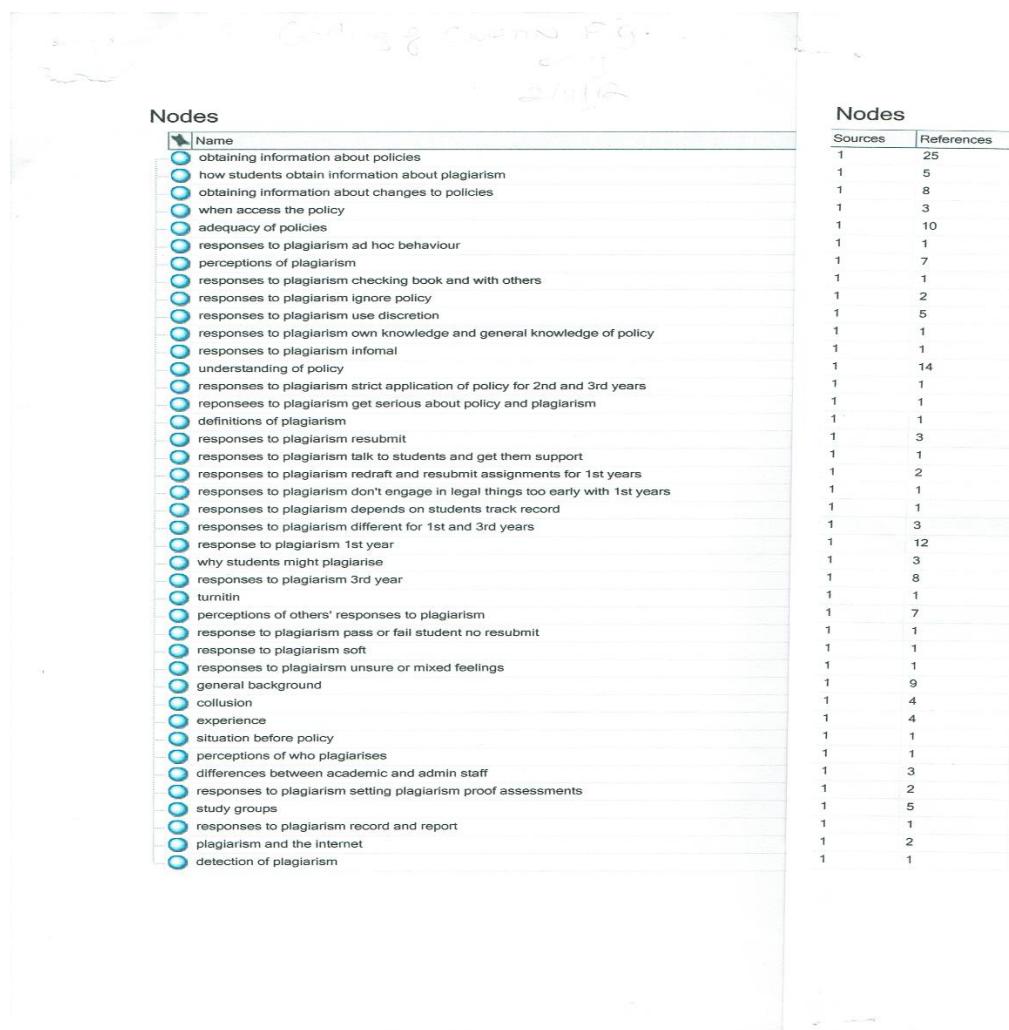 Coding of
2/4/12
Nodes
Name
obtaining information about policies
how students obtain information about plagiarism
obtaining information about changes to policies
when access the policy
adequacy of policies
responses to plagiarism ad hoc behaviour
perceptions of plagiarism
responses to plagiarism checking book and with others
responses to plagiarism ignore policy
responses to plagiarism use discretion
responses to plagiarism own knowledge and general knowledge of policy
responses to plagiarism infomal
understanding of policy
responses to plagiarism strict application of policy for 2nd and 3rd years
reponsees to plagiarism get serious about policy and plagiarism
definitions of plagiarism
responses to plagiarism resubmit
responses to plagiarism talk to students and get them support
responses to plagiarism redraft and resubmit assignments for 1st years
responses to plagiarism don't engage in legal things too early with 1st years
responses to plagiarism depends on students track record
responses to plagiarism different for 1st and 3rd years
response to plagiarism 1st year
why students might plagiarise
responses to plagiarism 3rd year
turnitin
perceptions of others' responses to plagiarism
response to plagiarism pass or fail student no resubmit
response to plagiarism soft
responses to plagiairsm unsure or mixed feelings
general background
collusion
experience
situation before policy
perceptions of who plagiarises
differences between academic and admin staff
responses to plagiarism setting plagiarism proof assessments
study groups
responses to plagiarism record and report
plagiarism and the internet
detection of plagiarism
Nodes
Sources References
1 25
1 5
1 8
1 3
1 10
1 1
1 7
1 1
1 2
1 5
1 1
1 1
1 14
1 1
1 1
1 1
1 3
1 1
1 2
1 1
1 1
1 3
1 12
1 3
1 8
1 1
1 7
1 1
1 1
1 1
1 9
1 4
1 4
1 1
1 1
1 3
1 2
1 5
1 1
1 2
1 1